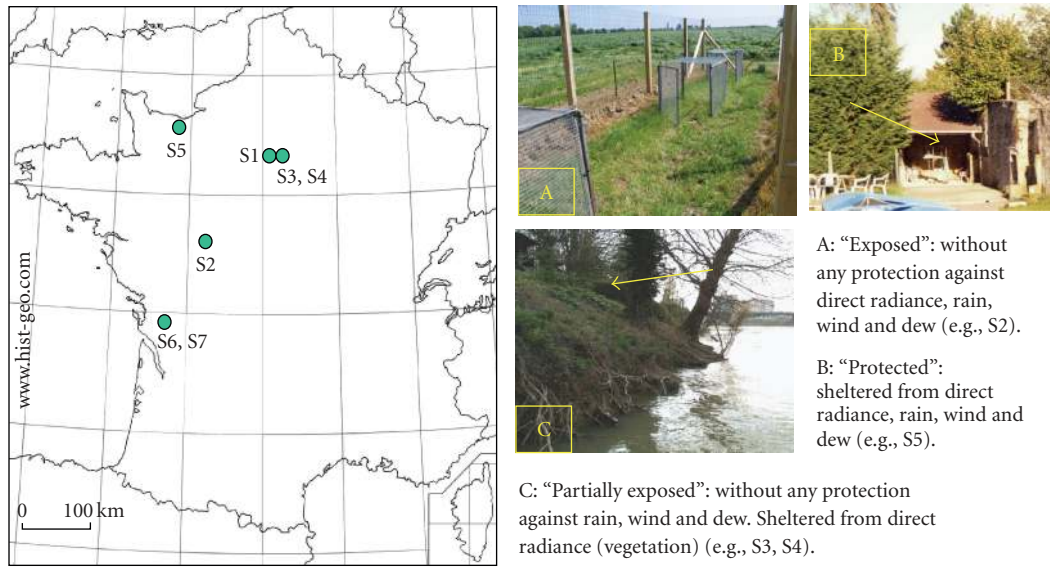 S5
S1
S3, S4
S2
S6, S7
www.hist-geo.com
0 100 km
A
B
C
A: “Exposed”: without
any protection against
direct radiance, rain,
wind and dew (e.g., S2).
B: “Protected”:
sheltered from direct
radiance, rain, wind and
dew (e.g., S5).
C: “Partially exposed”: without any protection
against rain, wind and dew. Sheltered from direct
radiance (vegetation) (e.g., S3, S4).